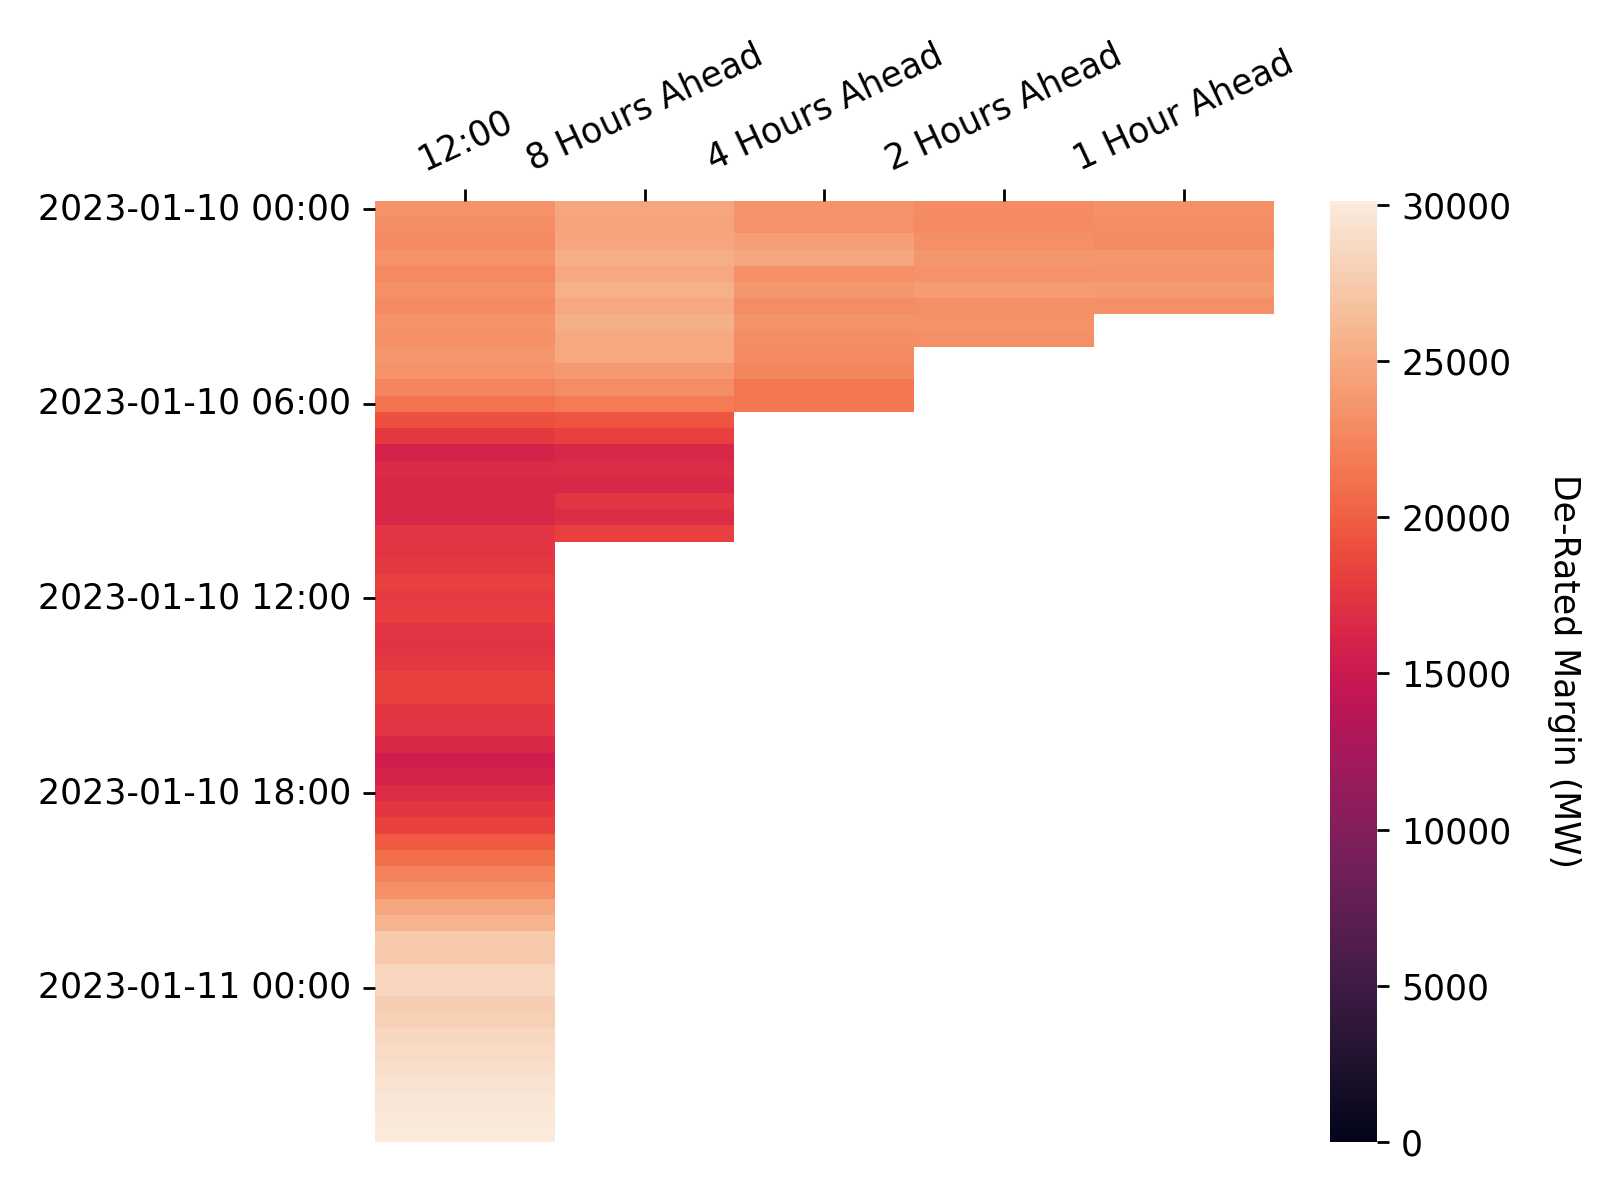 12:00
8 Hours Ahead
4 Hours Ahead
2 Hours Ahead
1 Hour Ahead
2023-01-10 00:00
2023-01-10 06:00
2023-01-10 12:00
2023-01-10 18:00
2023-01-11 00:00
30000
25000
20000
15000
10000
5000
0
De-Rated Margin (MW)